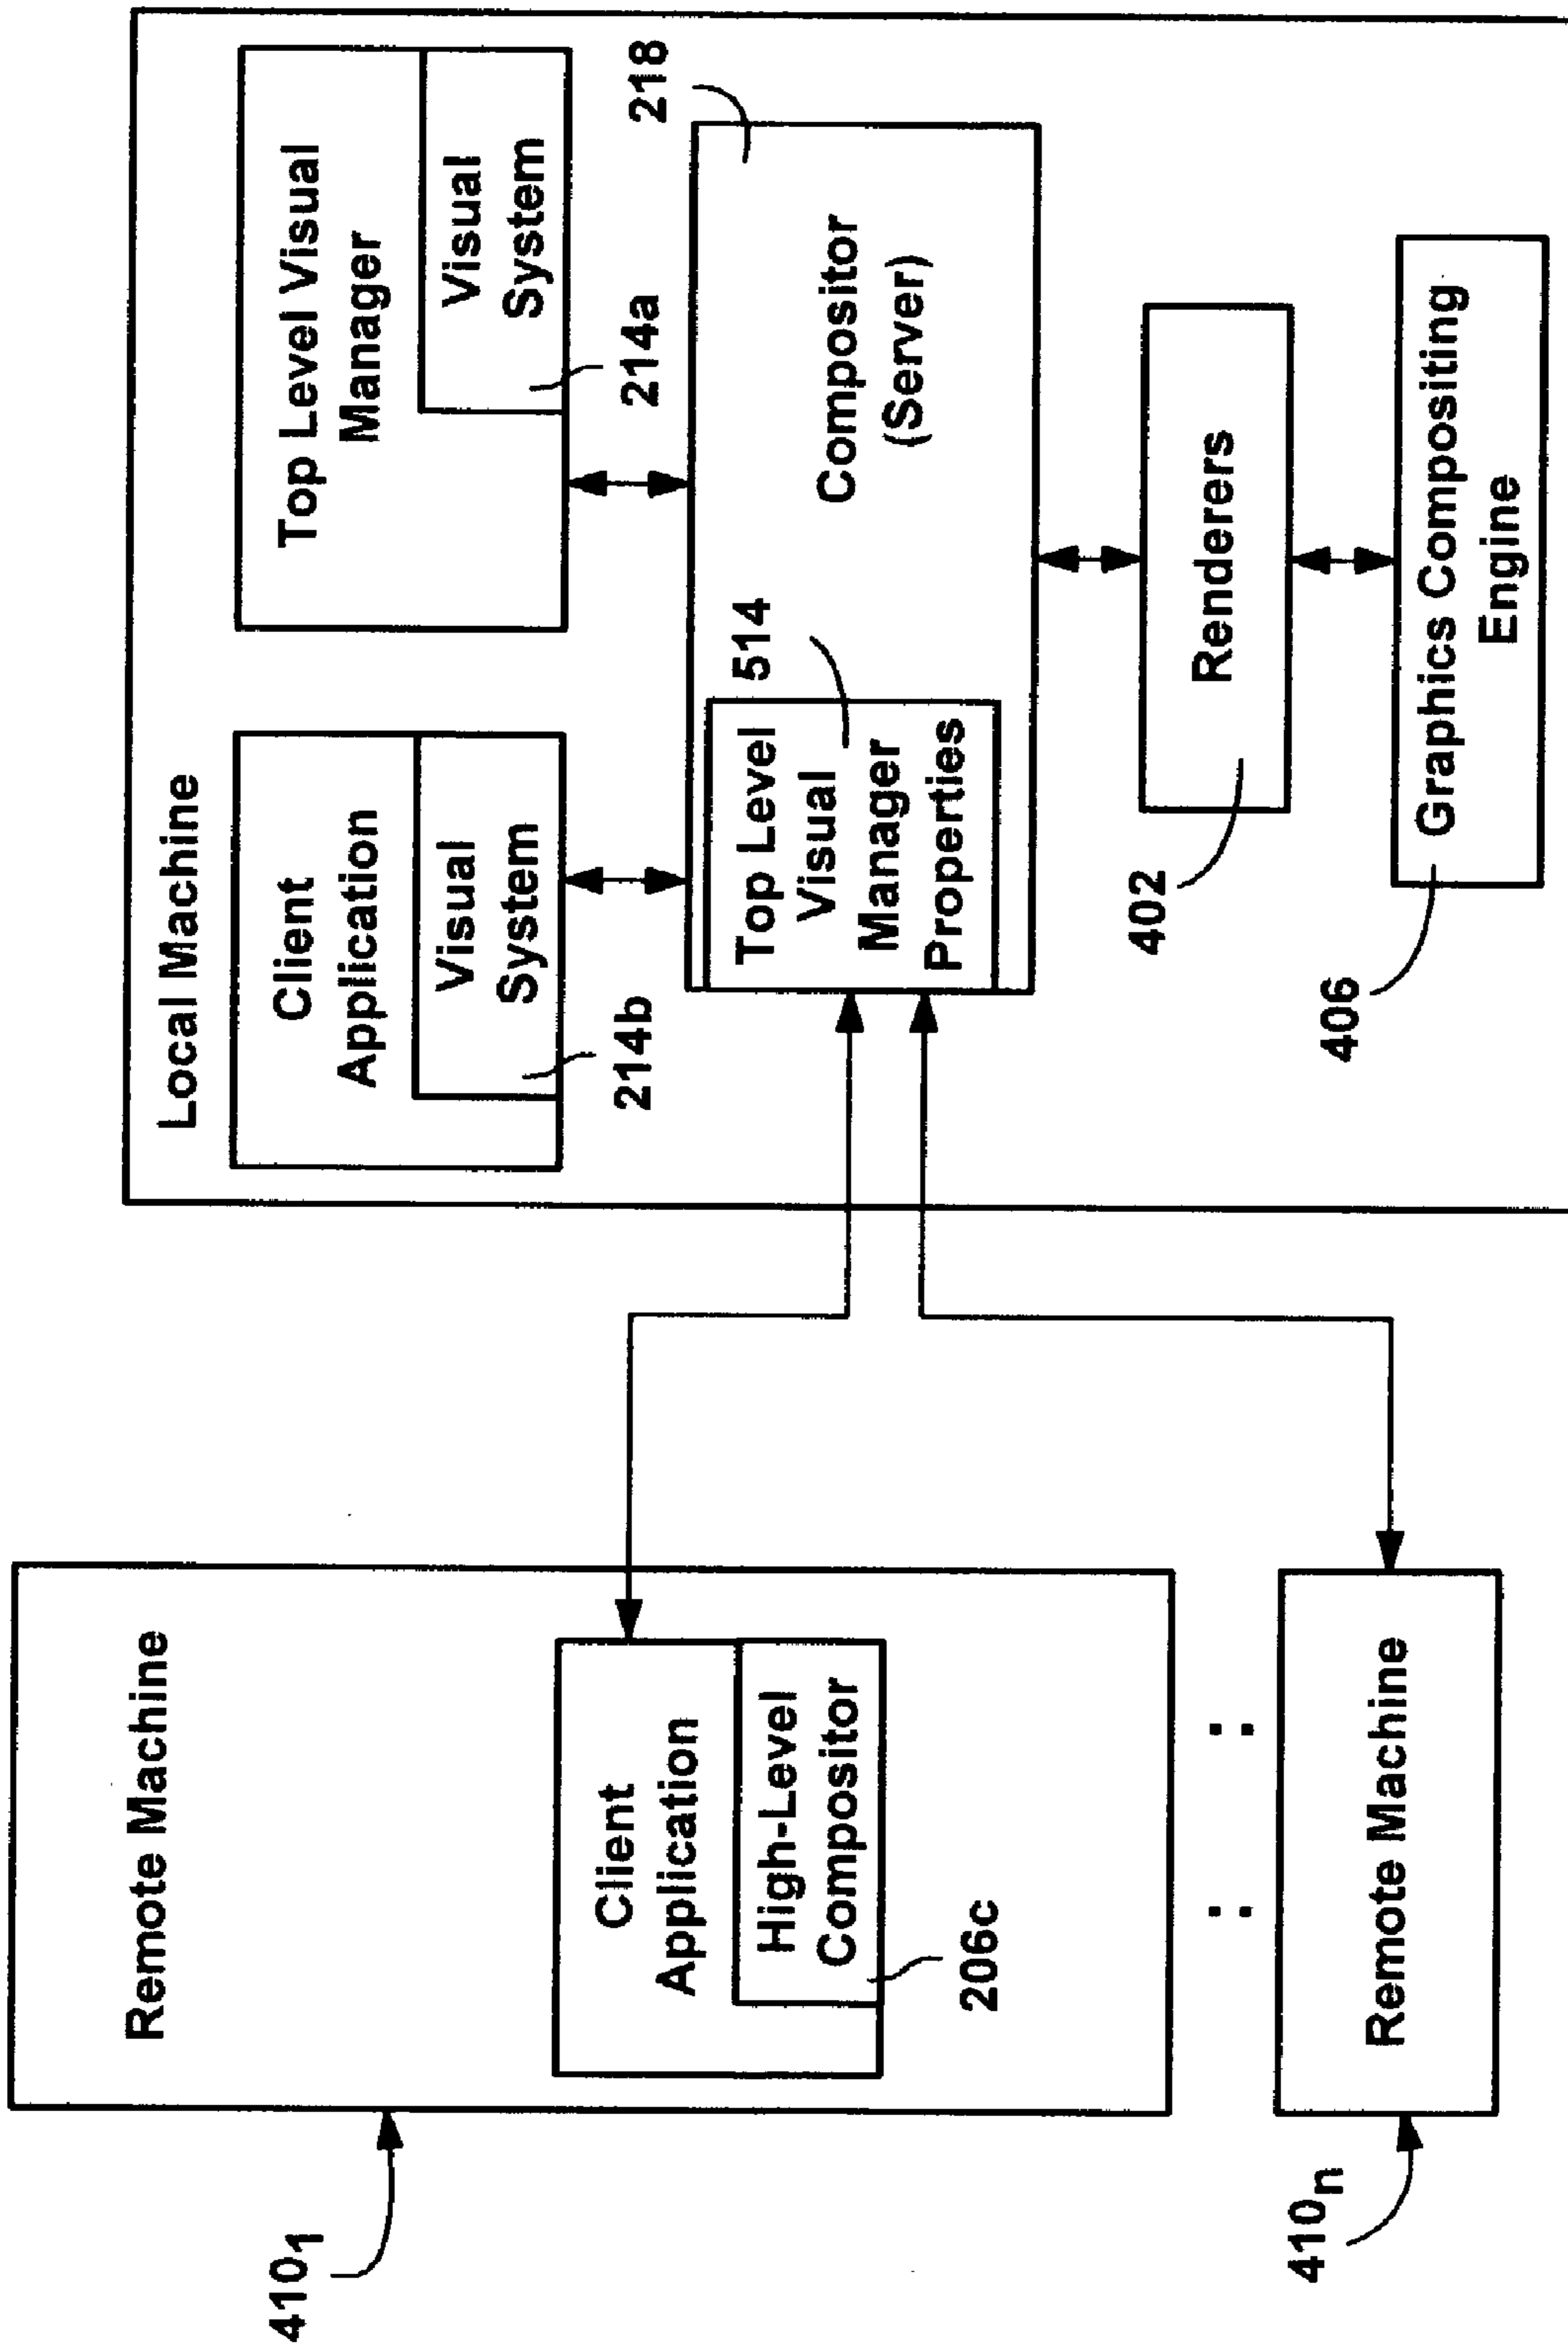 Remote Machine
410₁
Client
Application
High-Level
Compositor
206c
Remote Machine
410ₙ
Local Machine
Client
Application
Visual
System
214b
Top Level Visual
Manager
Visual
System
214a
218
Compositor
(Server)
Top Level
Visual
Manager
Properties
514
Renderers
402
Graphics Compositing
Engine
406